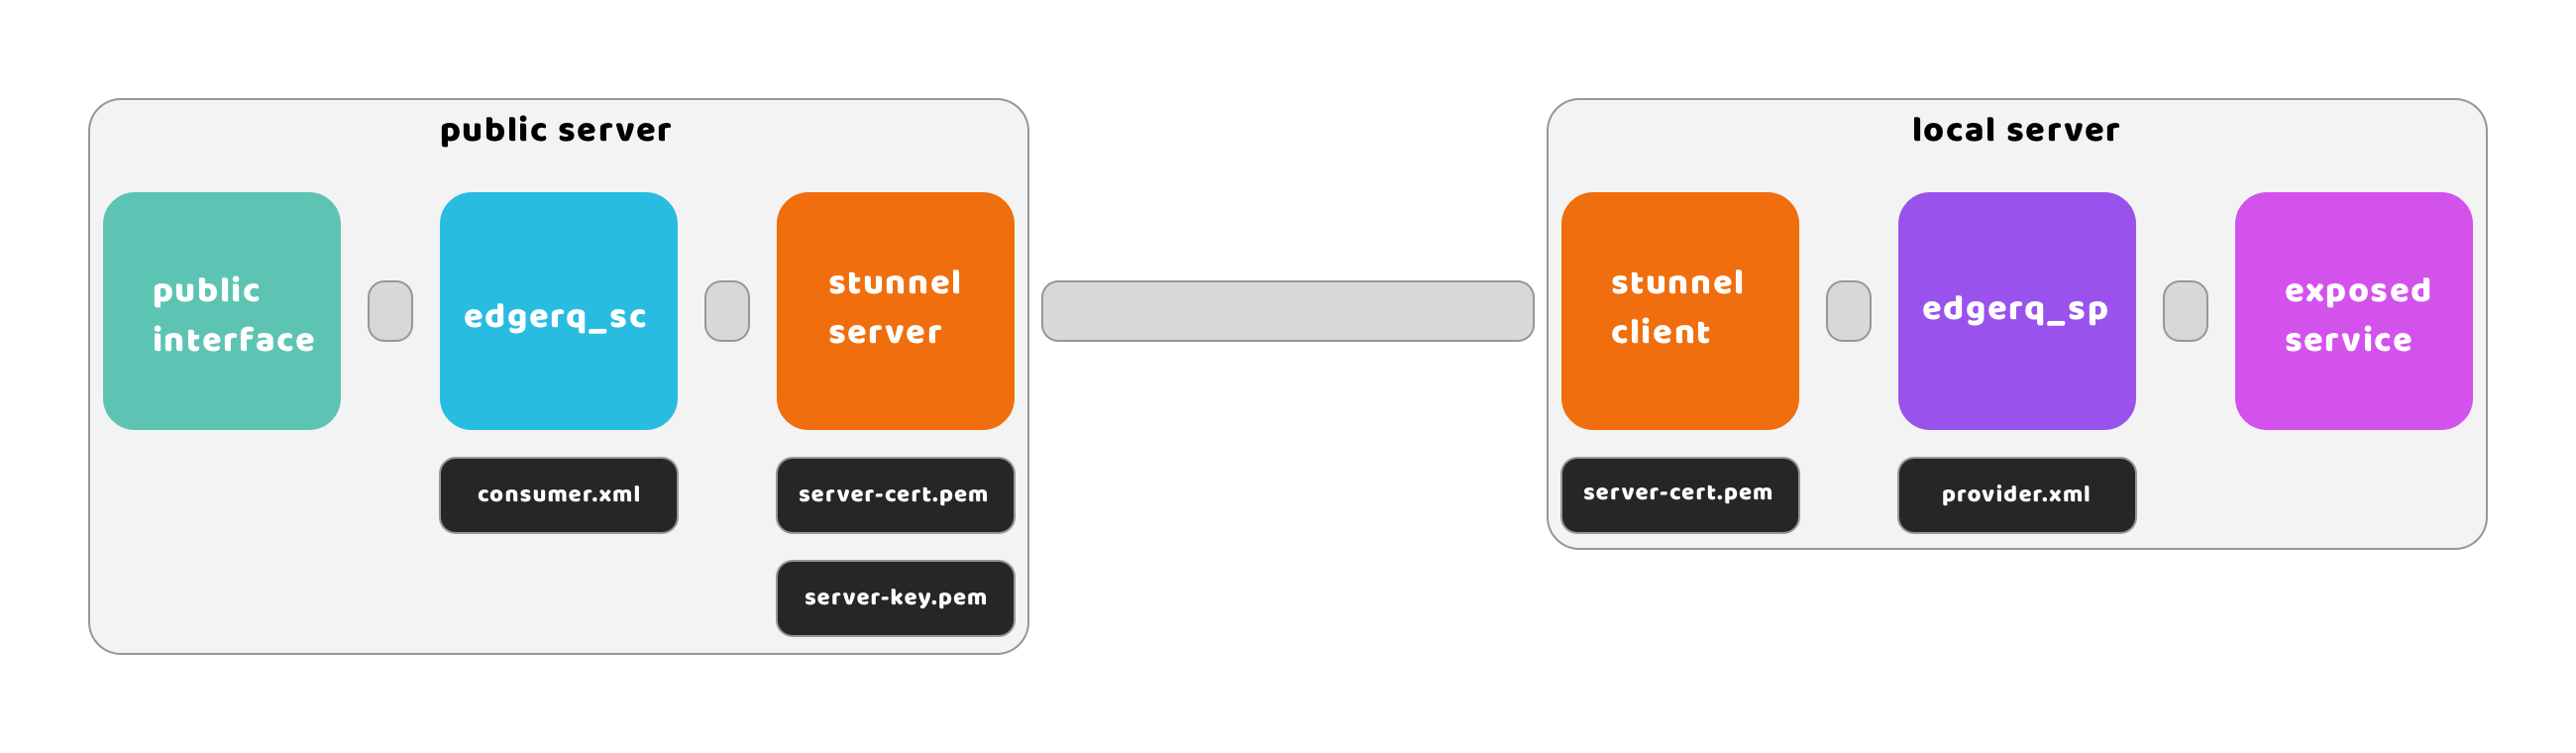 public server
public
interface
edgerq_sc
stunnel
server
consumer.xml
server-cert.pem
server-key.pem
local server
stunnel
client
edgerq_sp
exposed
service
server-cert.pem
provider.xml